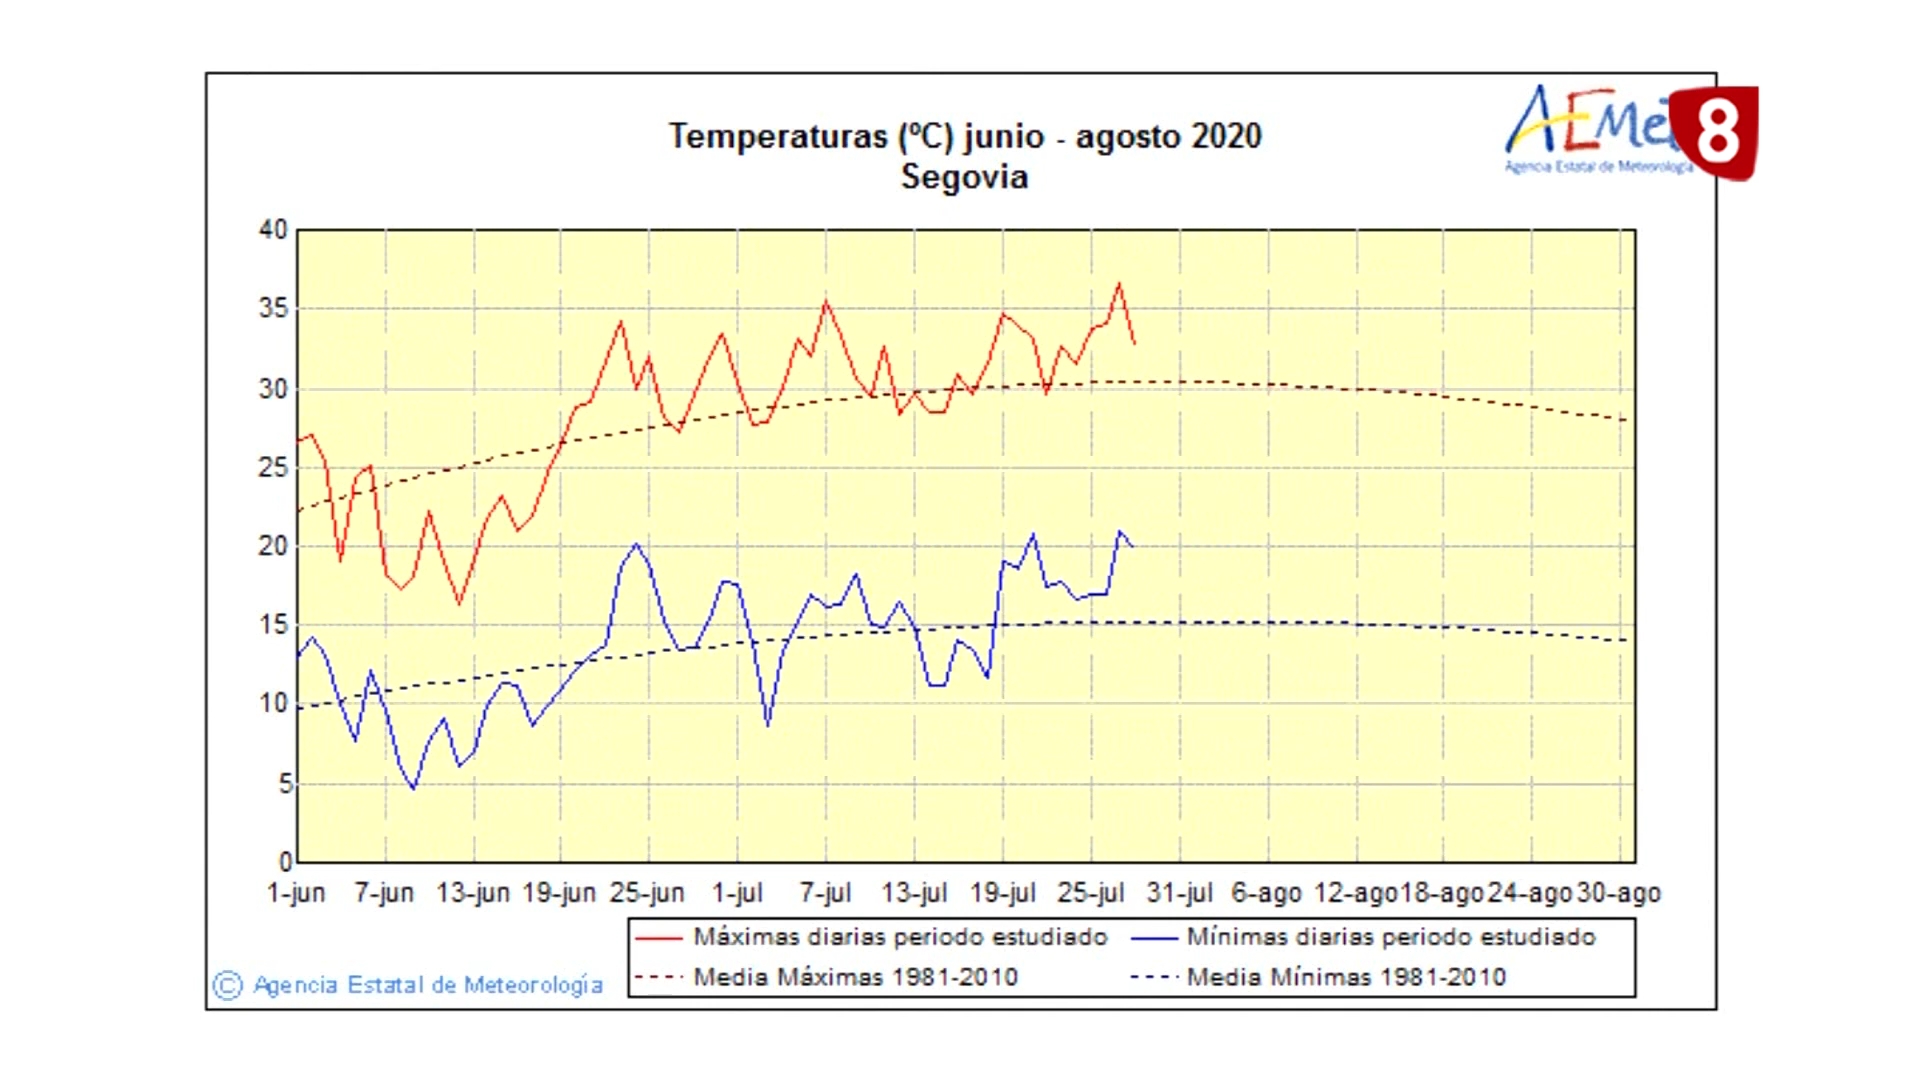 AEMe
8
Agencia Estatal de Meteorología
Temperaturas (ºC) junio - agosto 2020
Segovia
40
35
30
25
20
15
10
5
0
1-jun 7-jun 13-jun 19-jun 25-jun 1-jul 7-jul 13-jul 19-jul 25-jul 31-jul 6-ago 12-ago 18-ago 24-ago 30-ago
Máximas diarias periodo estudiado Mínimas diarias periodo estudiado
Media Máximas 1981-2010 Media Mínimas 1981-2010
© Agencia Estatal de Meteorología